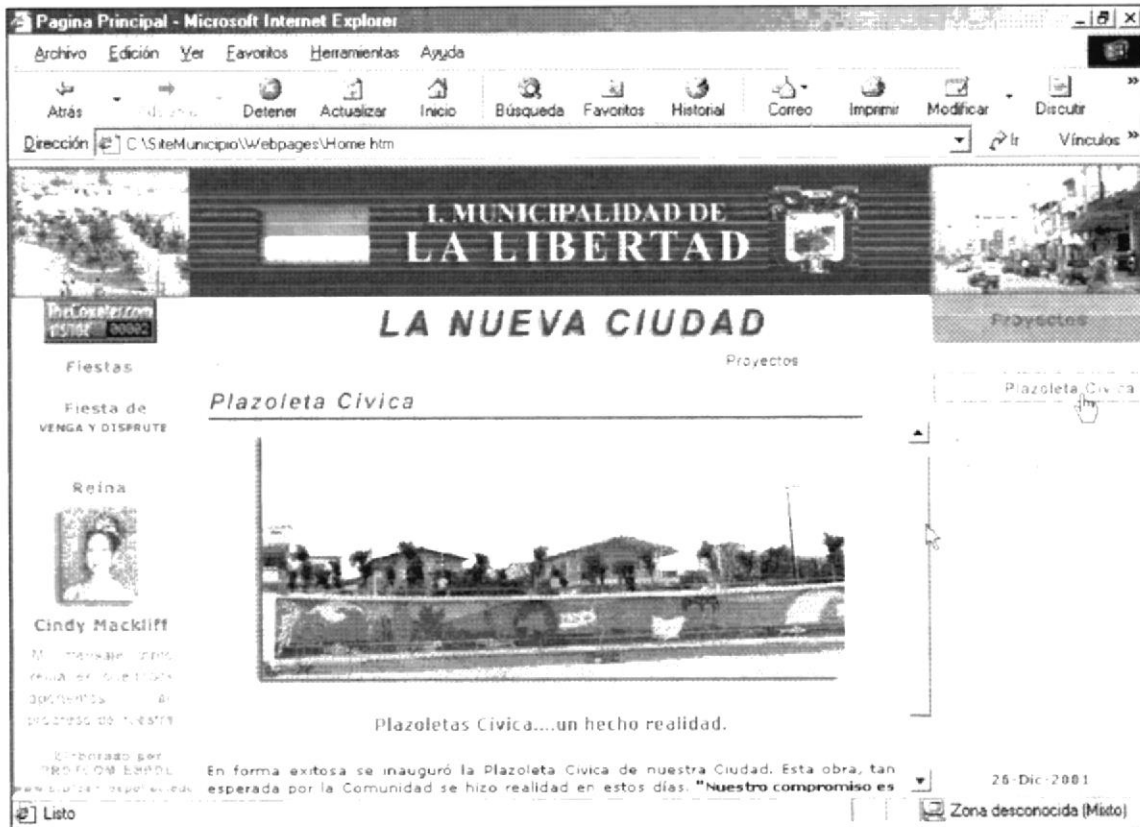 Pagina Principal - Microsoft Internet Explorer
Archivo Edición Ver Favoritos Herramientas Ayuda
Atrás Detener Actualizar Inicio Búsqueda Favoritos Historial Correo Imprimir Modificar Discutir
Dirección C:\SiteMunicipio\Webpages\Home htm Ir Vínculos
I. MUNICIPALIDAD DE
LA LIBERTAD
00002
LA NUEVA CIUDAD
Proyectos
Proyectos
Fiestas
Plazoleta Civica
Fiesta de
VENGA Y DISFRUTE
Plazoleta Civica
Reina
Cindy Mackliff
Plazoletas Civica....un hecho realidad.
En forma exitosa se inauguró la Plazoleta Civica de nuestra Ciudad. Esta obra, tan
esperada por la Comunidad se hizo realidad en estos días. "Nuestro compromiso es
Elaborado por
26-Dic-2001
Listo Zona desconocida (Mixto)